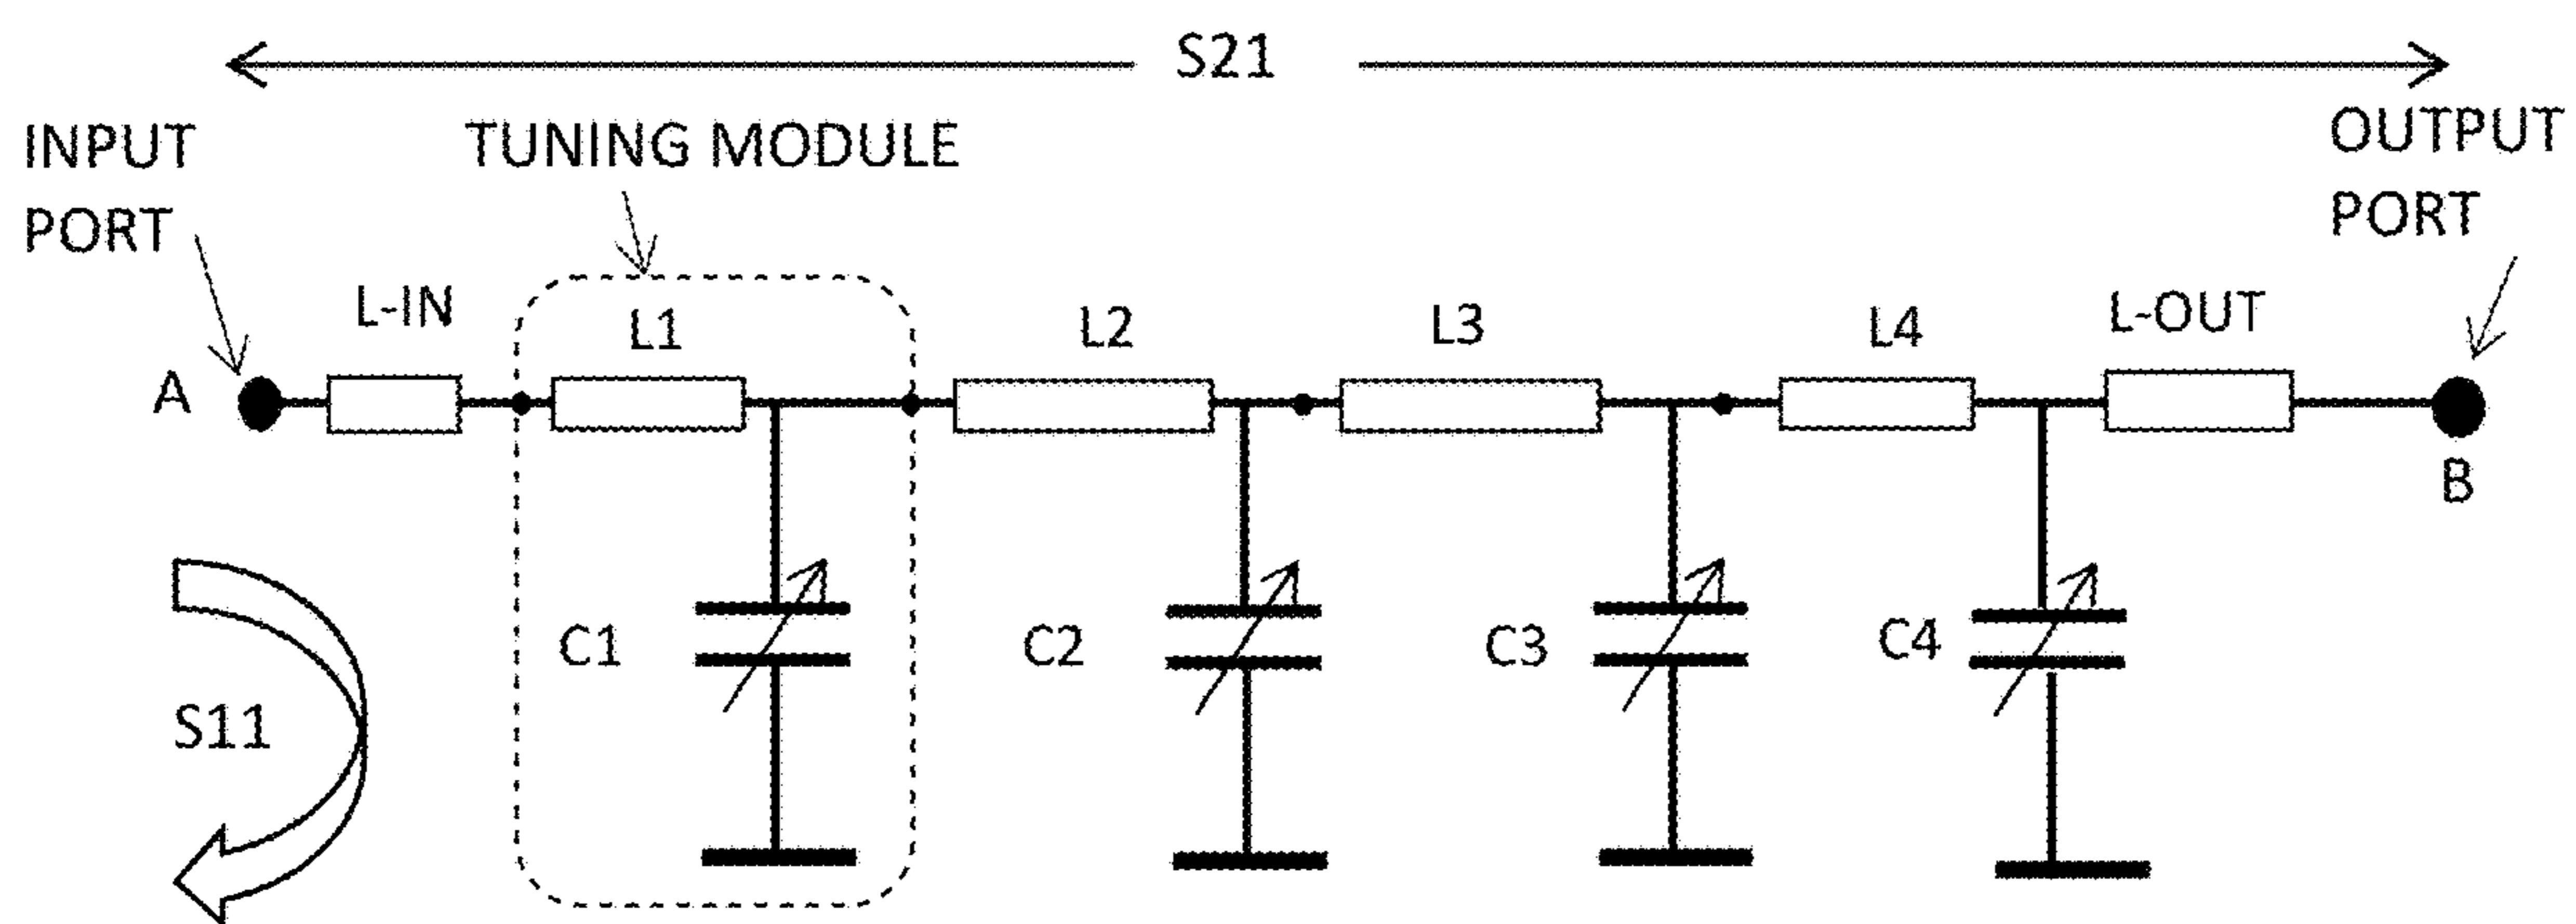 S21
INPUT
PORT
TUNING MODULE
OUTPUT
PORT
L-IN
L1
L2
L3
L4
L-OUT
A
B
C1
C2
C3
C4
S11